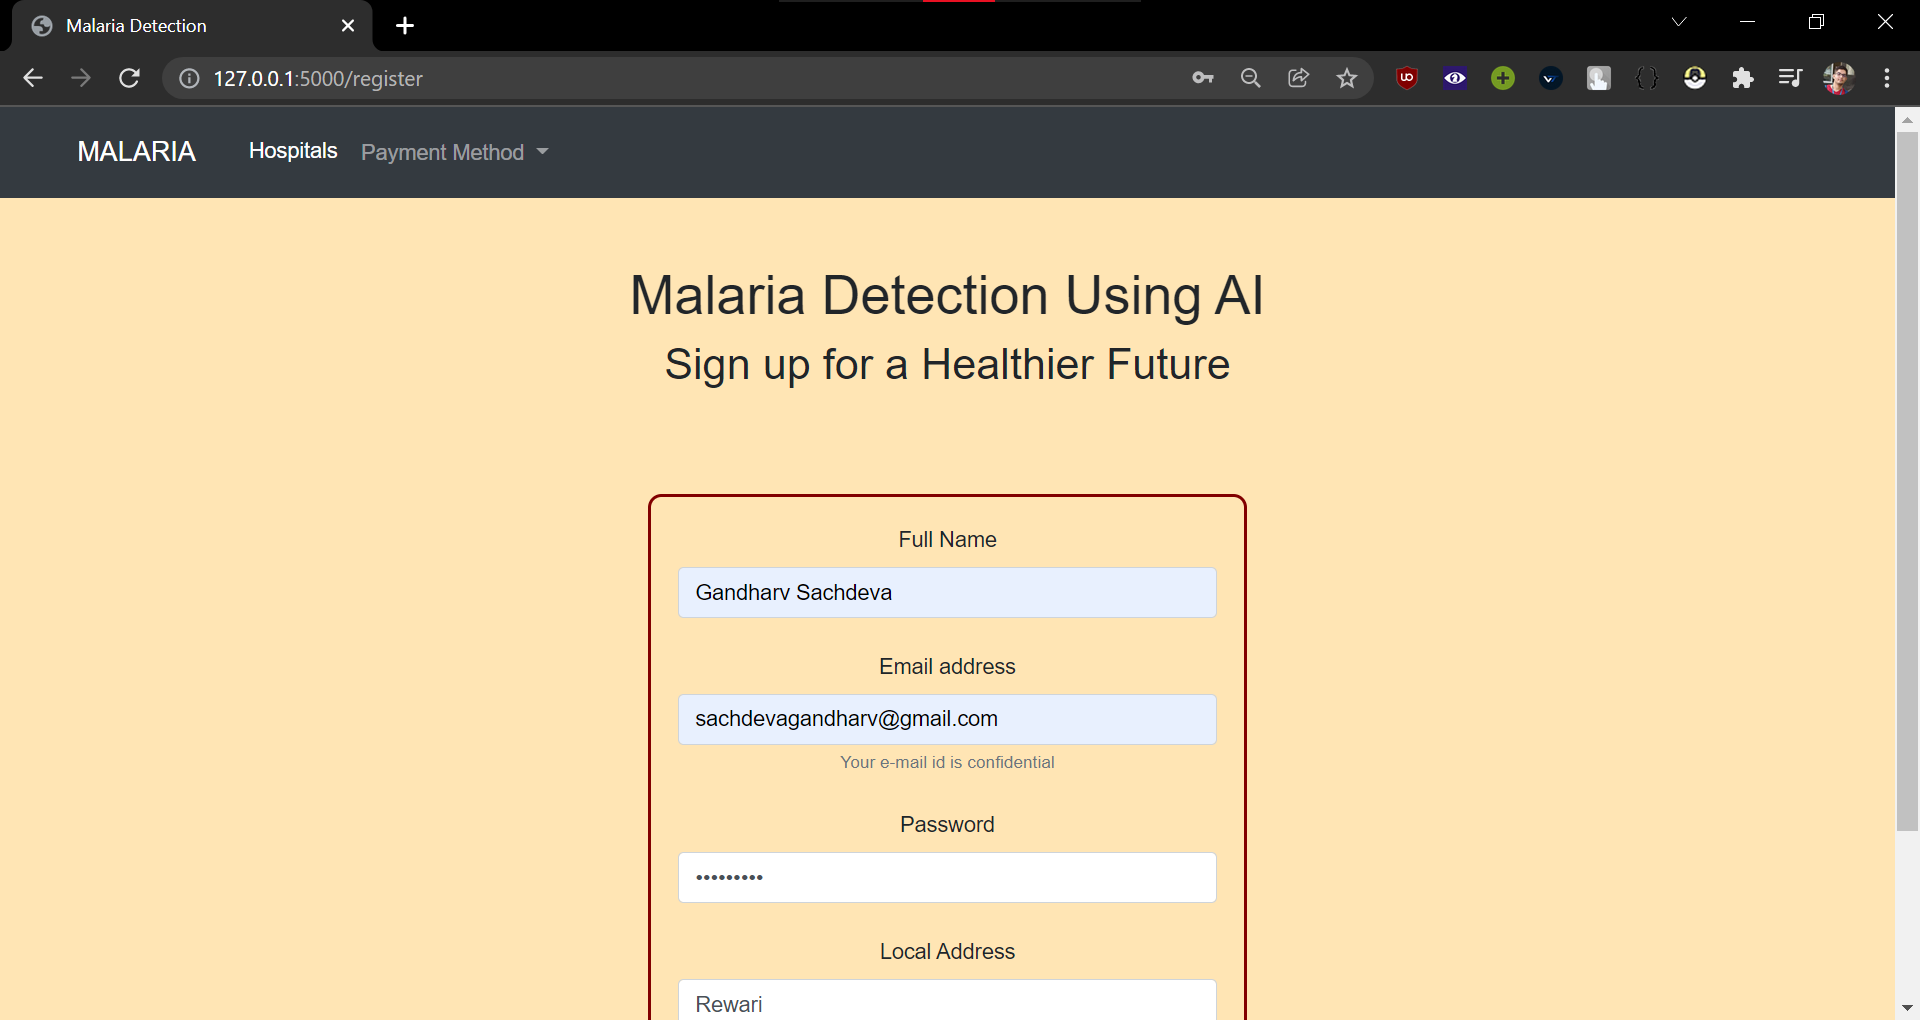 Malaria Detection
127.0.0.1:5000/register
MALARIA Hospitals Payment Method
Malaria Detection Using AI
Sign up for a Healthier Future
Full Name
Gandharv Sachdeva
Email address
sachdevagandharv@gmail.com
Your e-mail id is confidential
Password
•••••••••
Local Address
Rewari